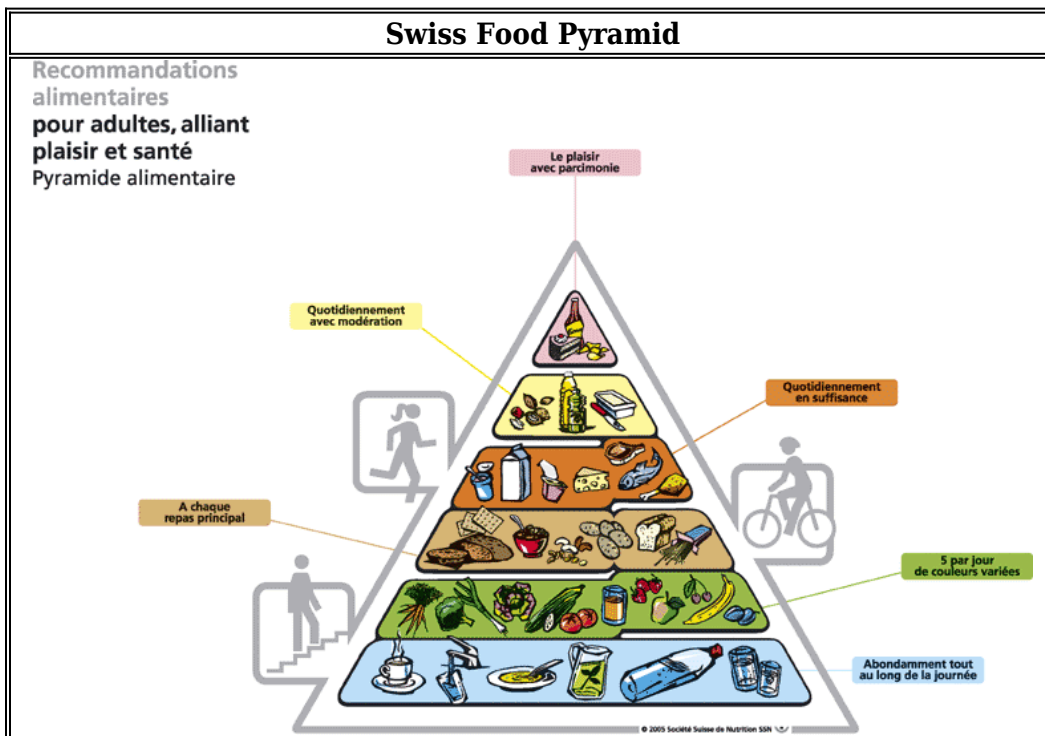 Swiss Food Pyramid
Recommandations
alimentaires
pour adultes, alliant
plaisir et santé
Pyramide alimentaire
Le plaisir
avec parcimonie
Quotidiennement
avec modération
Quotidiennement
en suffisance
A chaque
repas principal
5 par jour
de couleurs variées
Abondamment tout
au long de la journée
© 2005 Société Suisse de Nutrition SSN